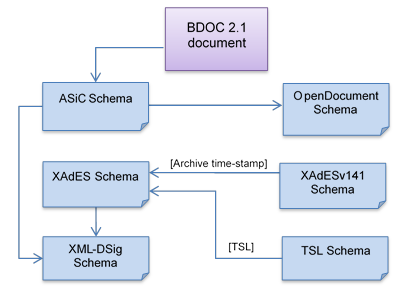 BDOC 2.1
document
ASiC Schema
OpenDocument
Schema
[Archive time-stamp]
XAdES Schema
XAdESv141
Schema
[TSL]
XML-DSig
Schema
TSL Schema